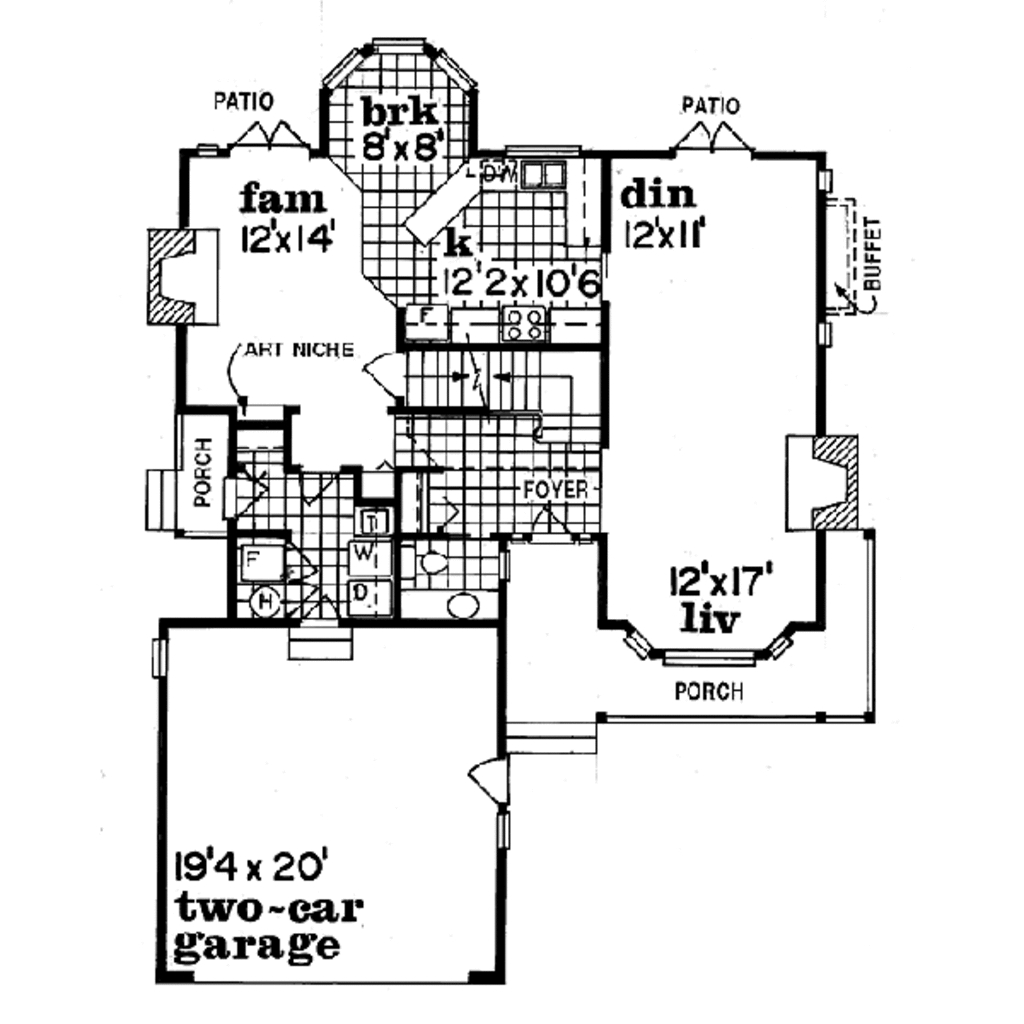 PATIO
brk
8'x8'
PATIO
DW
fam
12'x14'
din
12'x11'
k
12'2x10'6
BUFFET
F
ART NICHE
PORCH
FOYER
T
W
F
D
H
12'x17'
liv
PORCH
19'4 x 20'
two-car
garage